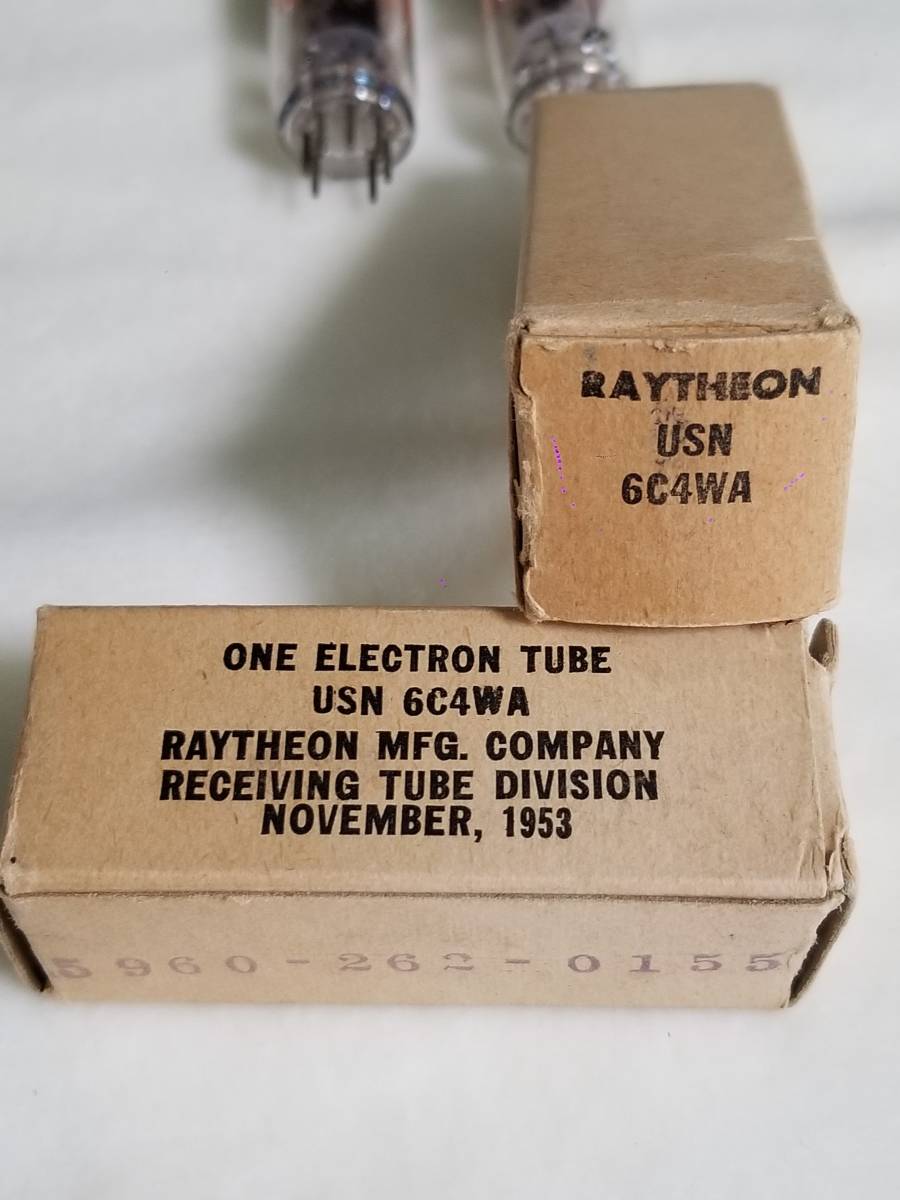 RAYTHEON
USN
6C4WA
ONE ELECTRON TUBE
USN 6C4WA
RAYTHEON MFG. COMPANY
RECEIVING TUBE DIVISION
NOVEMBER, 1953
5960-262-0155